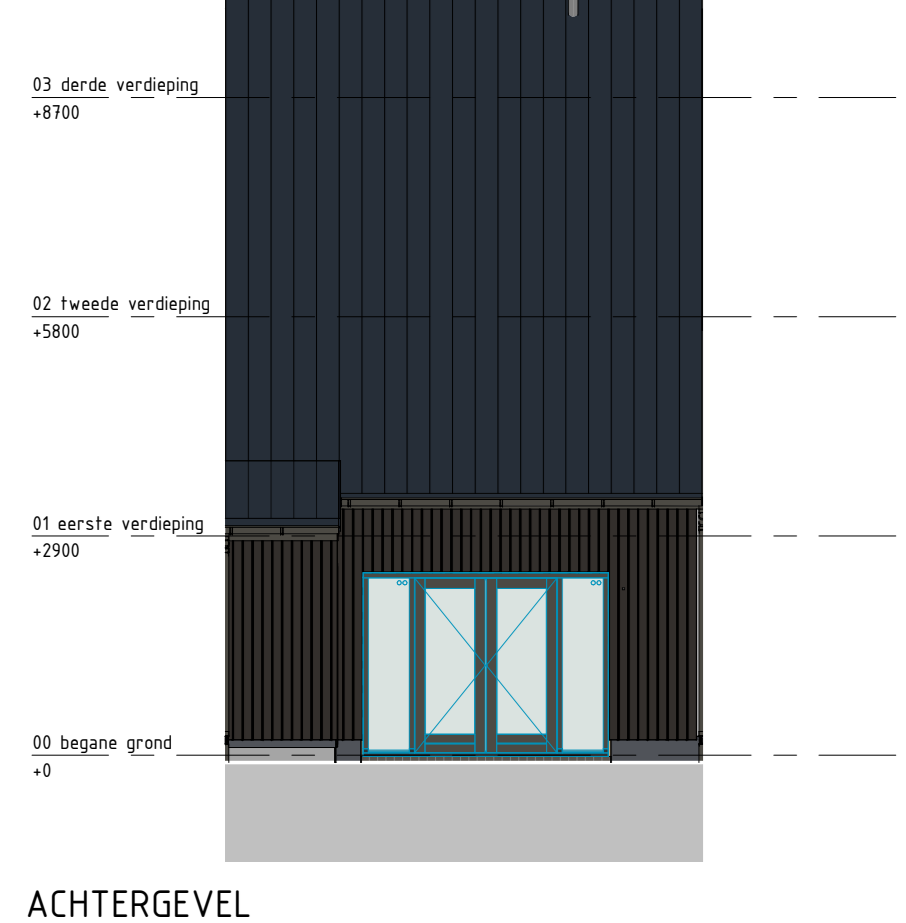 03 derde verdieping
+8700
02 tweede verdieping
+5800
01 eerste verdieping
+2900
00 begane grond
+0
ACHTERGEVEL